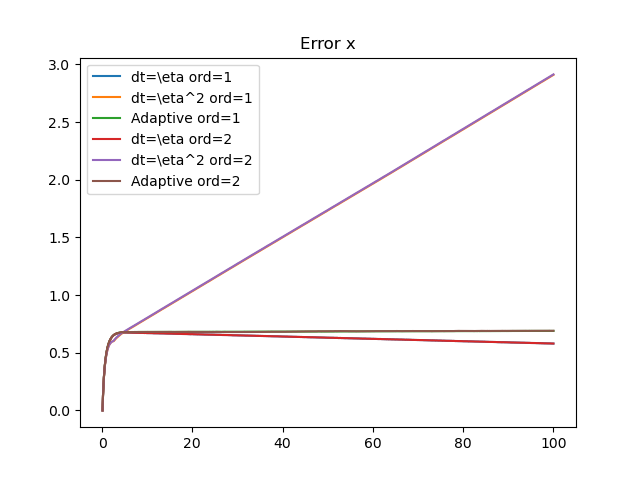 Error x
3.0
2.5
2.0
1.5
1.0
0.5
0.0
dt=\eta ord=1
dt=\eta^2 ord=1
Adaptive ord=1
dt=\eta ord=2
dt=\eta^2 ord=2
Adaptive ord=2
0 20 40 60 80 100